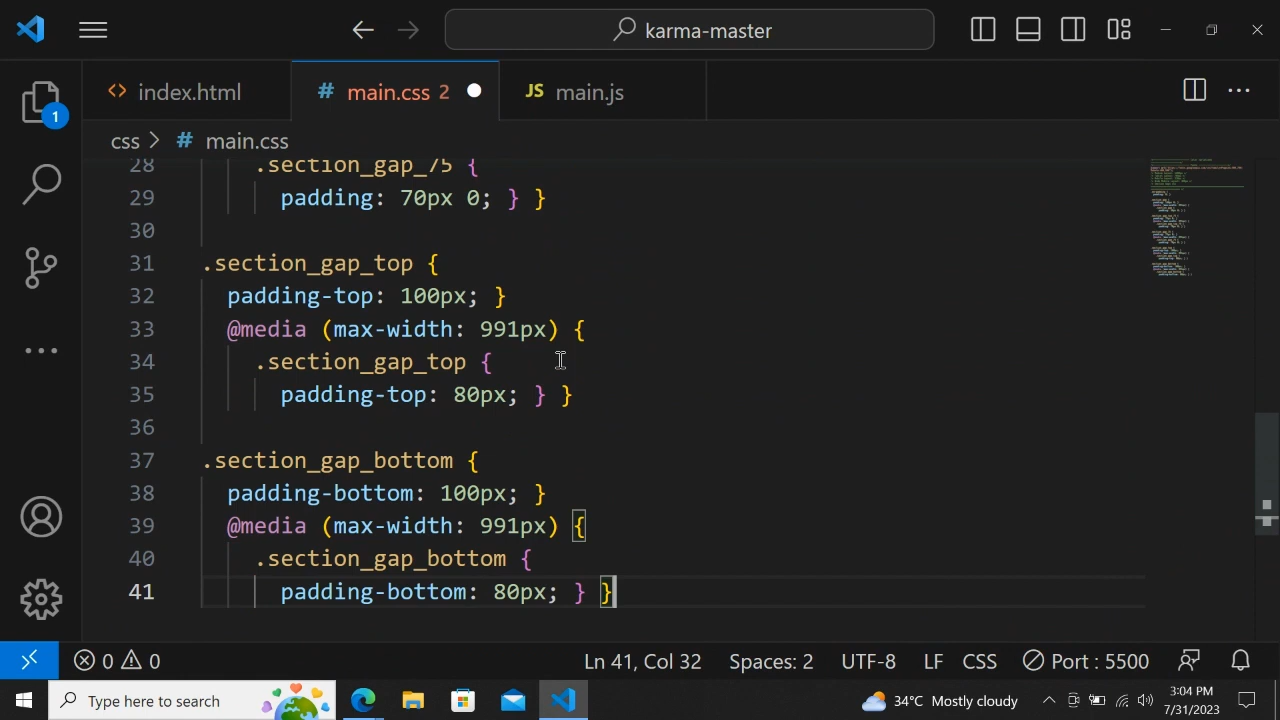 karma-master
index.html
main.css 2
JS main.js
css > # main.css
28 .section_gap_75 {
29 padding: 70px 0; } }
30
31 .section_gap_top {
32 padding-top: 100px; }
33 @media (max-width: 991px) {
34 .section_gap_top {
35 padding-top: 80px; } }
36
37 .section_gap_bottom {
38 padding-bottom: 100px; }
39 @media (max-width: 991px) {
40 .section_gap_bottom {
41 padding-bottom: 80px; } }
1
0 0 Ln 41, Col 32 Spaces: 2 UTF-8 LF CSS Port : 5500
Type here to search 34°C Mostly cloudy 3:04 PM
7/31/2023